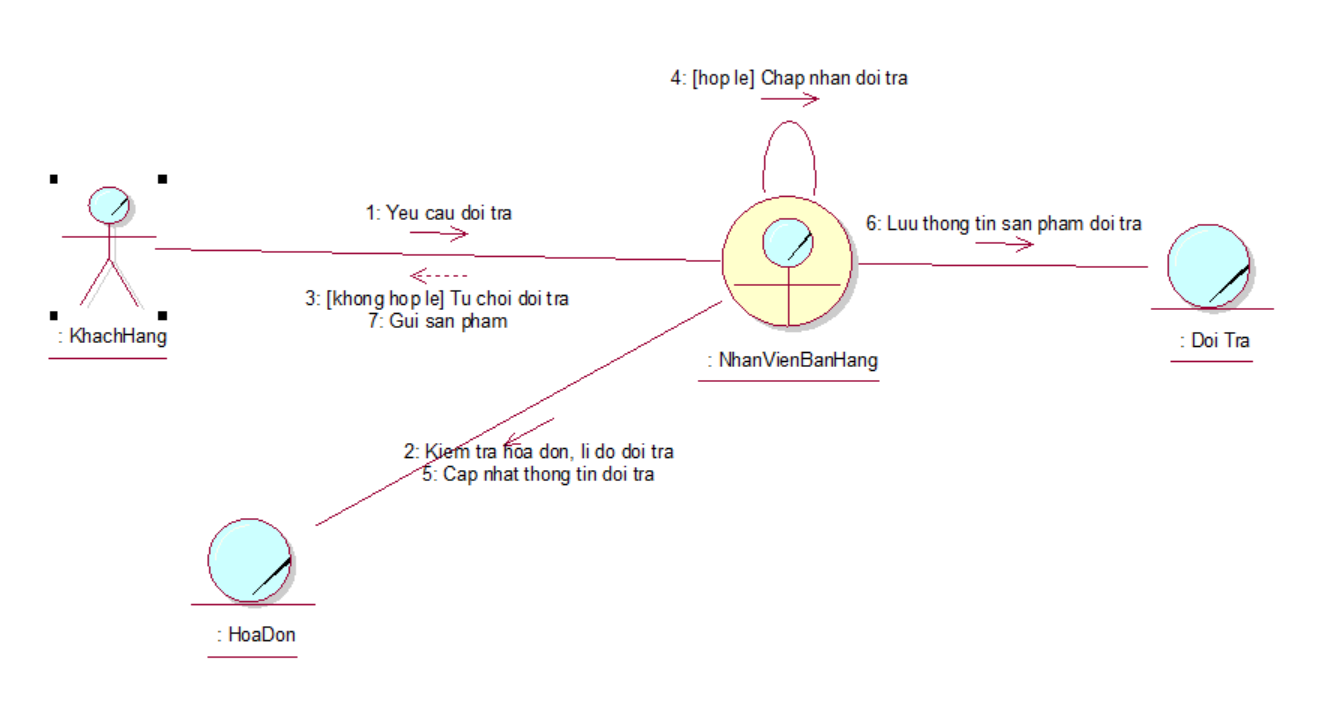 4: [hop le] Chap nhan doi tra
1: Yeu cau doi tra
6: Luu thong tin san pham doi tra
3: [khong hop le] Tu choi doi tra
7: Gui san pham
: KhachHang
: Doi Tra
: NhanVienBanHang
2: Kiem tra hoa don, li do doi tra
5: Cap nhat thong tin doi tra
: HoaDon